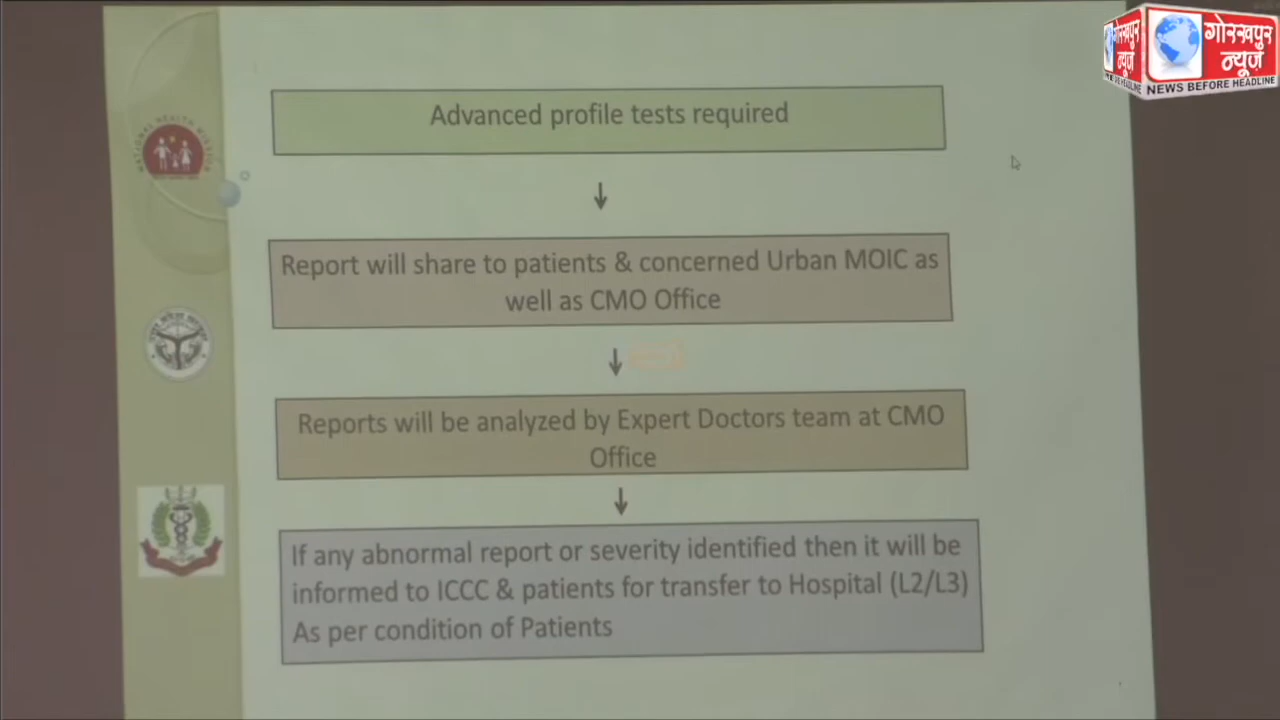 गोरखपुर
न्यूज़
NEWS BEFORE HEADLINE
Advanced profile tests required
NATIONAL HEALTH MISSION
Report will share to patients & concerned Urban MOIC as
well as CMO Office
Reports will be analyzed by Expert Doctors team at CMO
Office
If any abnormal report or severity identified then it will be
informed to ICCC & patients for transfer to Hospital (L2/L3)
As per condition of Patients